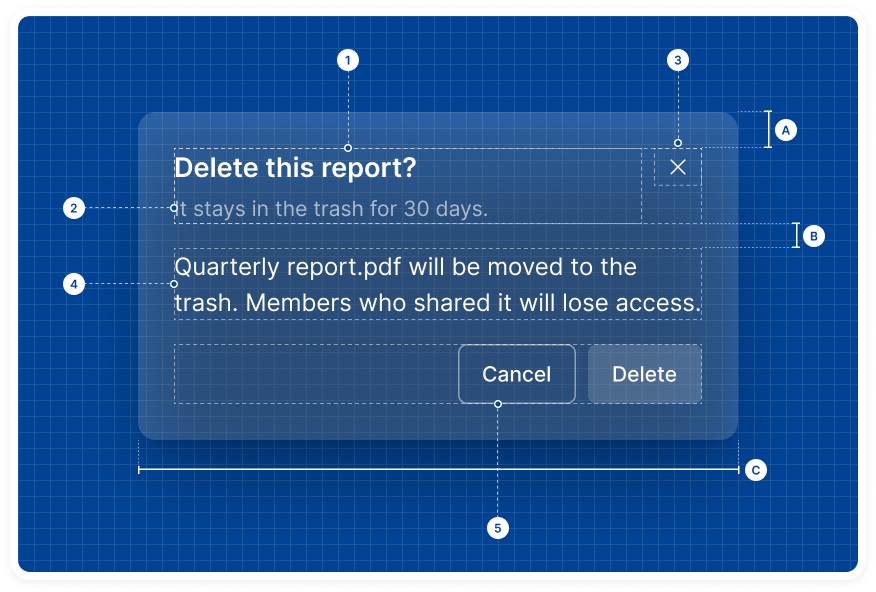 1
3
A
Delete this report?
2
It stays in the trash for 30 days.
B
Quarterly report.pdf will be moved to the
4
trash. Members who shared it will lose access.
Cancel
Delete
C
5